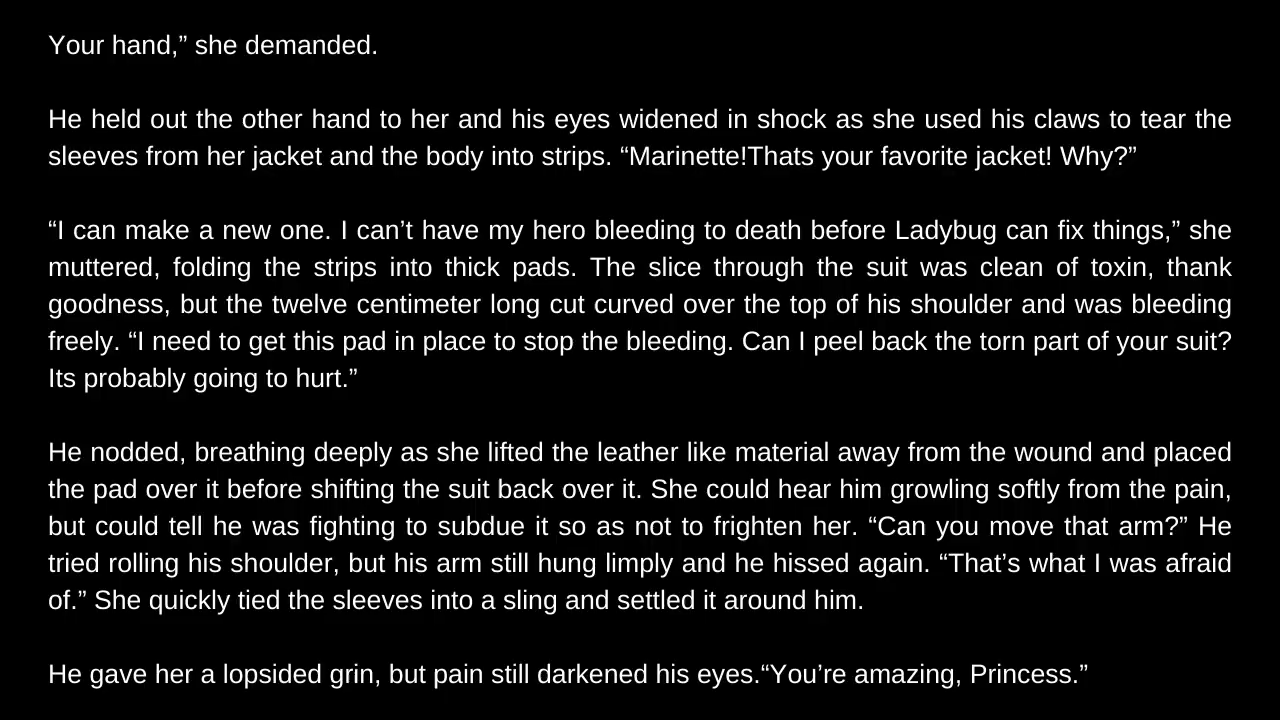 Your hand,” she demanded.
He held out the other hand to her and his eyes widened in shock as she used his claws to tear the
sleeves from her jacket and the body into strips. “Marinette!Thats your favorite jacket! Why?”
“I can make a new one. I can’t have my hero bleeding to death before Ladybug can fix things,” she
muttered, folding the strips into thick pads. The slice through the suit was clean of toxin, thank
goodness, but the twelve centimeter long cut curved over the top of his shoulder and was bleeding
freely. “I need to get this pad in place to stop the bleeding. Can I peel back the torn part of your suit?
Its probably going to hurt.”
He nodded, breathing deeply as she lifted the leather like material away from the wound and placed
the pad over it before shifting the suit back over it. She could hear him growling softly from the pain,
but could tell he was fighting to subdue it so as not to frighten her. “Can you move that arm?” He
tried rolling his shoulder, but his arm still hung limply and he hissed again. “That’s what I was afraid
of.” She quickly tied the sleeves into a sling and settled it around him.
He gave her a lopsided grin, but pain still darkened his eyes.“You’re amazing, Princess.”